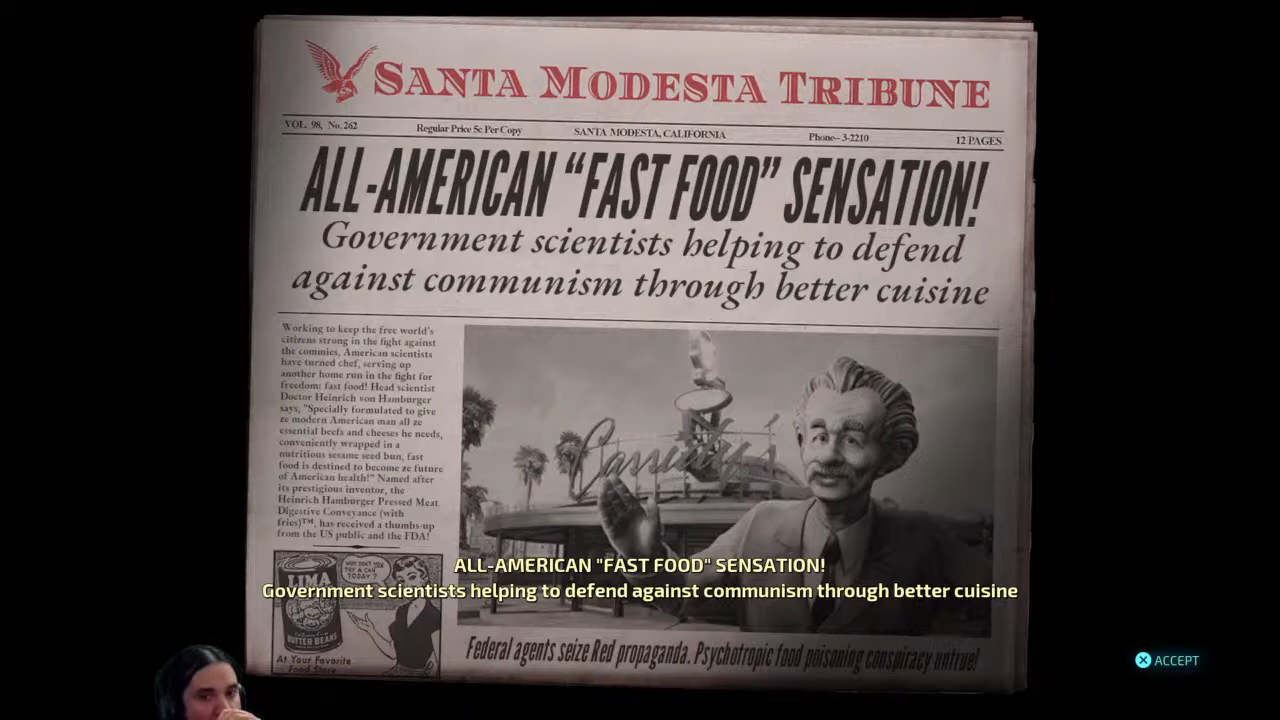 SANTA MODESTA TRIBUNE
VOL. 98, No. 262
Regular Price 5c Per Copy
SANTA MODESTA, CALIFORNIA
Phone-- 3-2210
12 PAGES
ALL-AMERICAN "FAST FOOD" SENSATION!
Government scientists helping to defend
against communism through better cuisine
Working to keep the free world's
citizens strong in the fight against
the commies, American scientists
have turned chef, serving up
another home run in the fight for
freedom: fast food! Head scientist
Doctor Heinrich von Hamburger
says, "Specially formulated to give
ze modern American man all ze
essential beefs and cheeses he needs,
conveniently wrapped in a
nutritious sesame seed bun, fast
food is destined to become ze future
of American health!" Named after
its prestigious inventor, the
Heinrich Hamburger Pressed Meat
Digestive Conveyance (with
fries)™, has received a thumbs-up
from the US public and the FDA!
Cassidy's
ALL-AMERICAN "FAST FOOD" SENSATION!
Government scientists helping to defend against communism through better cuisine
LIMA
BUTTER BEANS
WHY DON'T YOU
TRY A CAN
TODAY?
At Your Favorite
Food Store
Federal agents seize Red propaganda. Psychotropic food poisoning conspiracy untrue!
ACCEPT